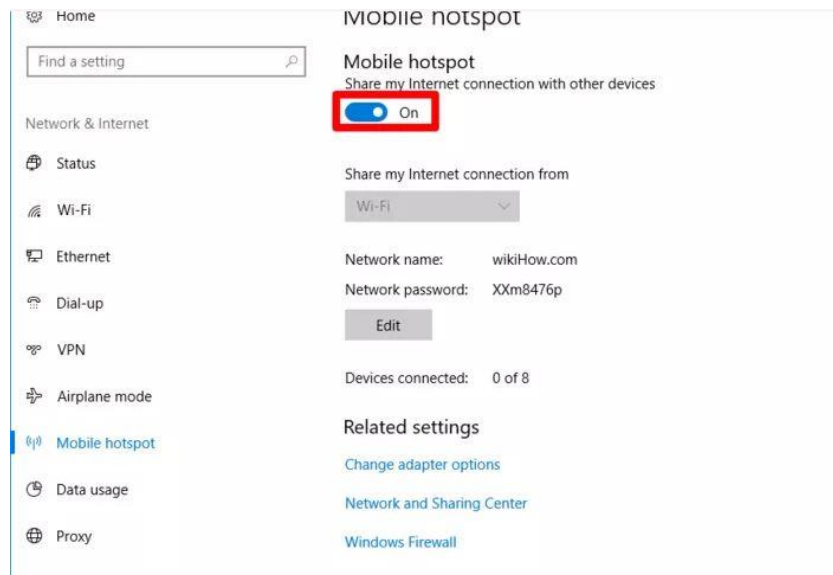 Home
Find a setting
Network & Internet
Status
Wi-Fi
Ethernet
Dial-up
VPN
Airplane mode
Mobile hotspot
Data usage
Proxy
Mobile hotspot
Mobile hotspot
Share my Internet connection with other devices
On
Share my Internet connection from
Wi-Fi
Network name: wikiHow.com
Network password: XXm8476p
Edit
Devices connected: 0 of 8
Related settings
Change adapter options
Network and Sharing Center
Windows Firewall